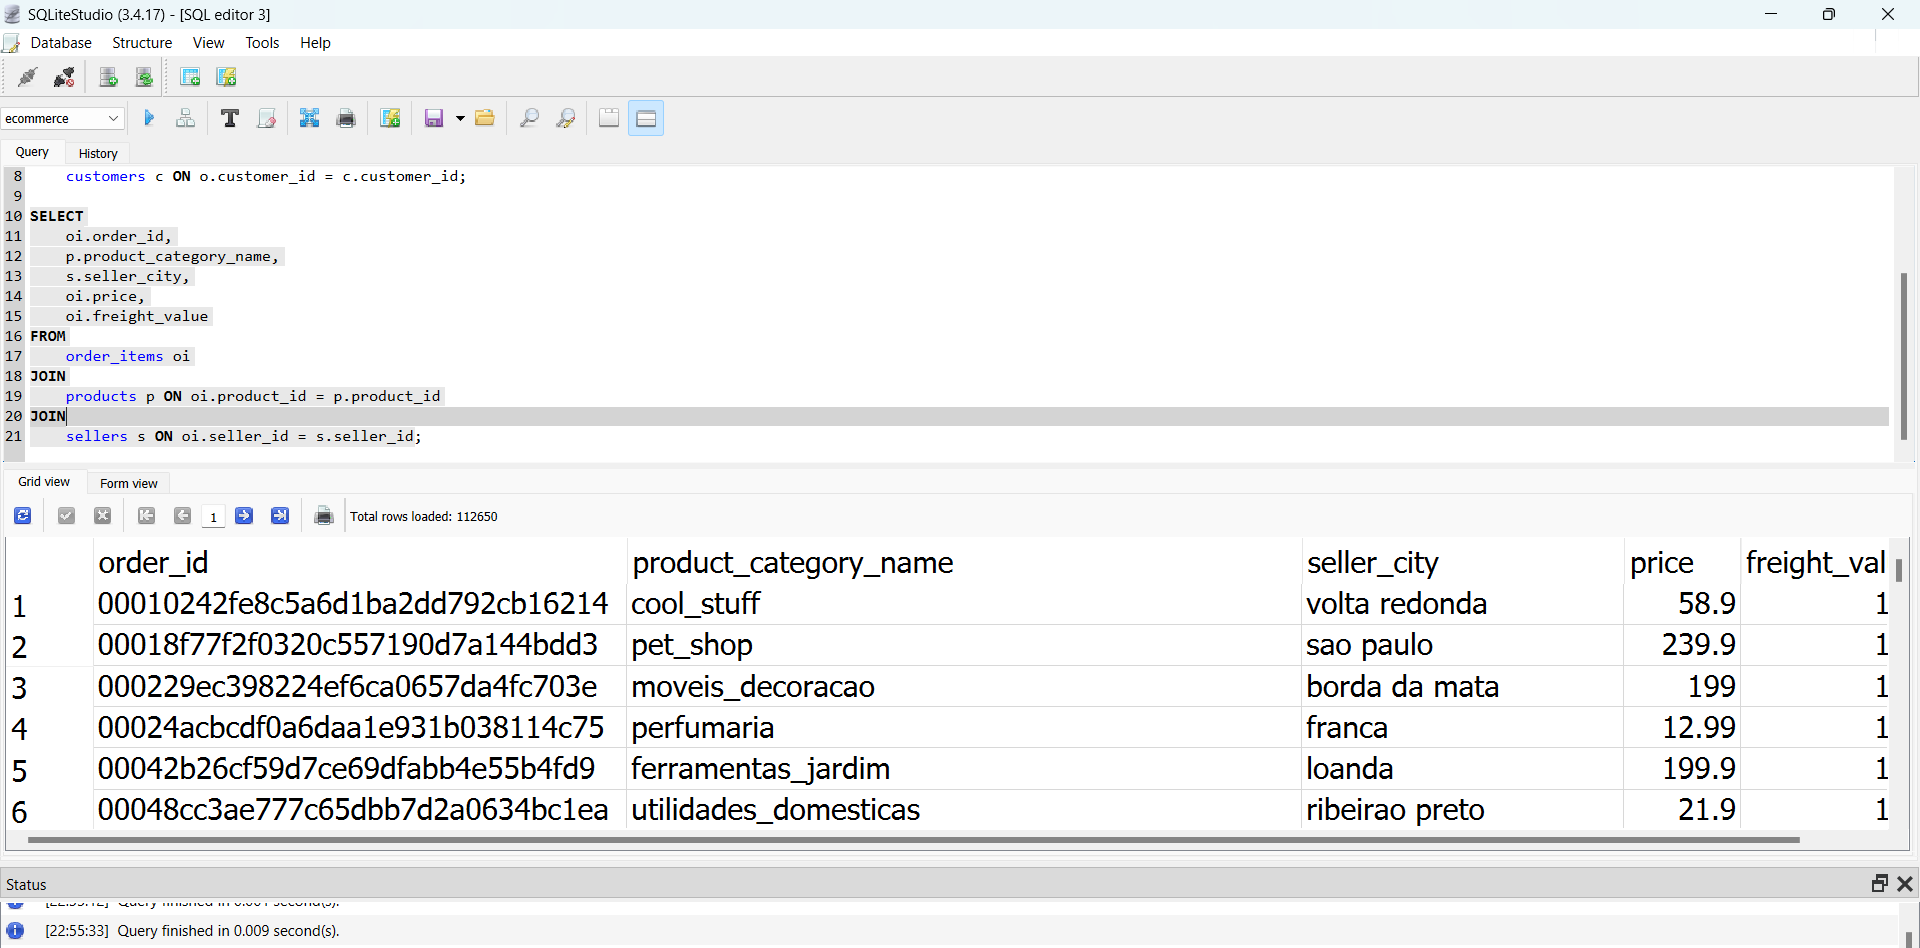 SQLiteStudio (3.4.17) - [SQL editor 3]
Database Structure View Tools Help
ecommerce
Query History
8 customers c ON o.customer_id = c.customer_id;
9
10 SELECT
11 oi.order_id,
12 p.product_category_name,
13 s.seller_city,
14 oi.price,
15 oi.freight_value
16 FROM
17 order_items oi
18 JOIN
19 products p ON oi.product_id = p.product_id
20 JOIN
21 sellers s ON oi.seller_id = s.seller_id;
Grid view Form view
1 Total rows loaded: 112650
order_id product_category_name seller_city price freight_val
1 00010242fe8c5a6d1ba2dd792cb16214 cool_stuff volta redonda 58.9 1
2 00018f77f2f0320c557190d7a144bdd3 pet_shop sao paulo 239.9 1
3 000229ec398224ef6ca0657da4fc703e moveis_decoracao borda da mata 199 1
4 00024acbcdf0a6daa1e931b038114c75 perfumaria franca 12.99 1
5 00042b26cf59d7ce69dfabb4e55b4fd9 ferramentas_jardim loanda 199.9 1
6 00048cc3ae777c65dbb7d2a0634bc1ea utilidades_domesticas ribeirao preto 21.9 1
Status
Query finished in 0.001 second(s).
[22:55:33] Query finished in 0.009 second(s).